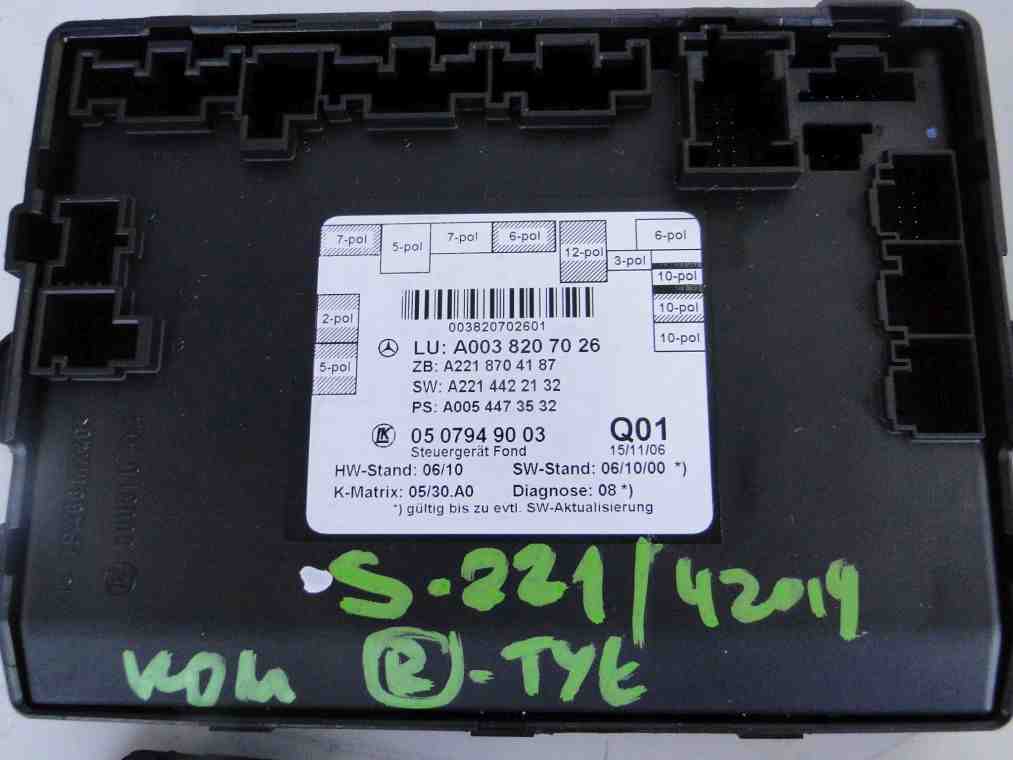 7-pol 5-pol 7-pol 6-pol 12-pol 3-pol 6-pol
10-pol
10-pol
10-pol
2-pol
5-pol
003820702601
LU: A003 820 70 26
ZB: A221 870 41 87
SW: A221 442 21 32
PS: A005 447 35 32
LK 05 0794 90 03 Q01
Steuergerät Fond 15/11/06
HW-Stand: 06/10 SW-Stand: 06/10/00 *)
K-Matrix: 05/30.A0 Diagnose: 08 *)
*) gültig bis zu evtl. SW-Aktualisierung
S-221/42014
KOM R-TYŁ